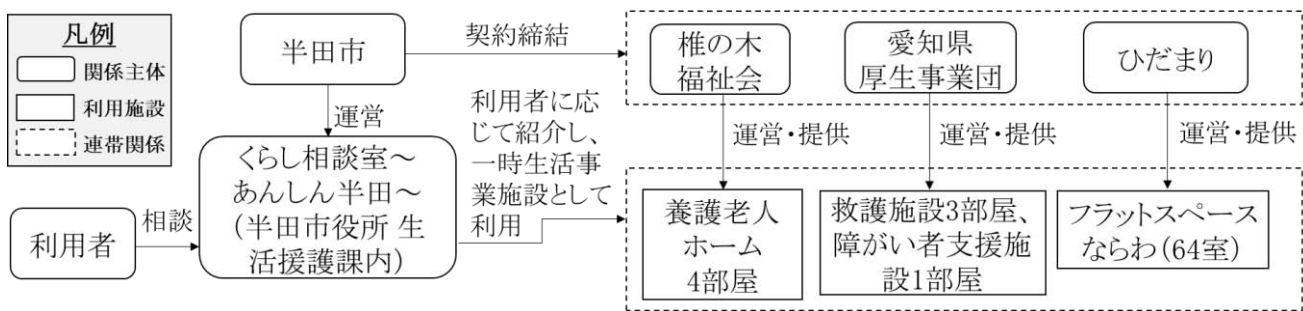 凡例
関係主体
利用施設
連帯関係
半田市
契約締結
椎の木
福祉会
愛知県
厚生事業団
ひだまり
運営
利用者に応
じて紹介し、
一時生活事
業施設として
利用
運営・提供
運営・提供
運営・提供
くらし相談室～
あんしん半田～
(半田市役所 生
活援護課内)
利用者
相談
養護老人
ホーム
4部屋
救護施設3部屋、
障がい者支援施
設1部屋
フラットスペース
ならわ(64室)